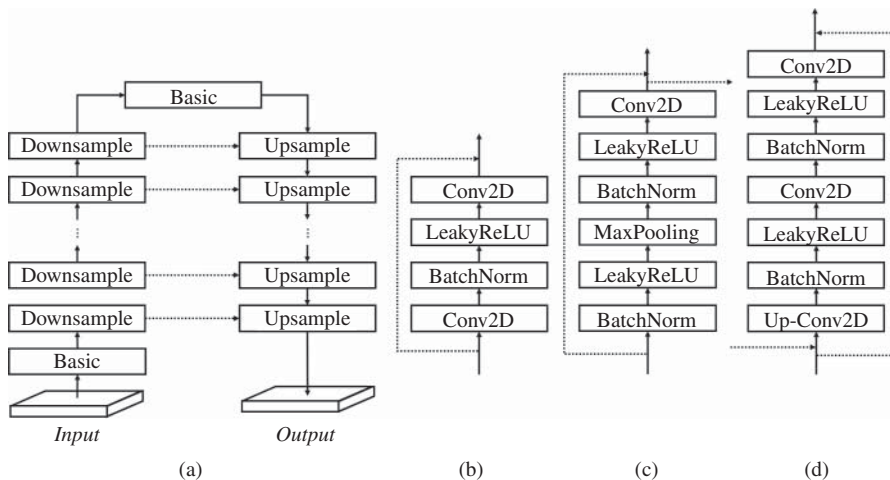 Basic
Downsample
Upsample
Downsample
Upsample
Downsample
Upsample
Downsample
Upsample
Basic
Input
Output
(a)
Conv2D
LeakyReLU
BatchNorm
Conv2D
(b)
Conv2D
LeakyReLU
BatchNorm
MaxPooling
LeakyReLU
BatchNorm
(c)
Conv2D
LeakyReLU
BatchNorm
Conv2D
LeakyReLU
BatchNorm
Up-Conv2D
(d)